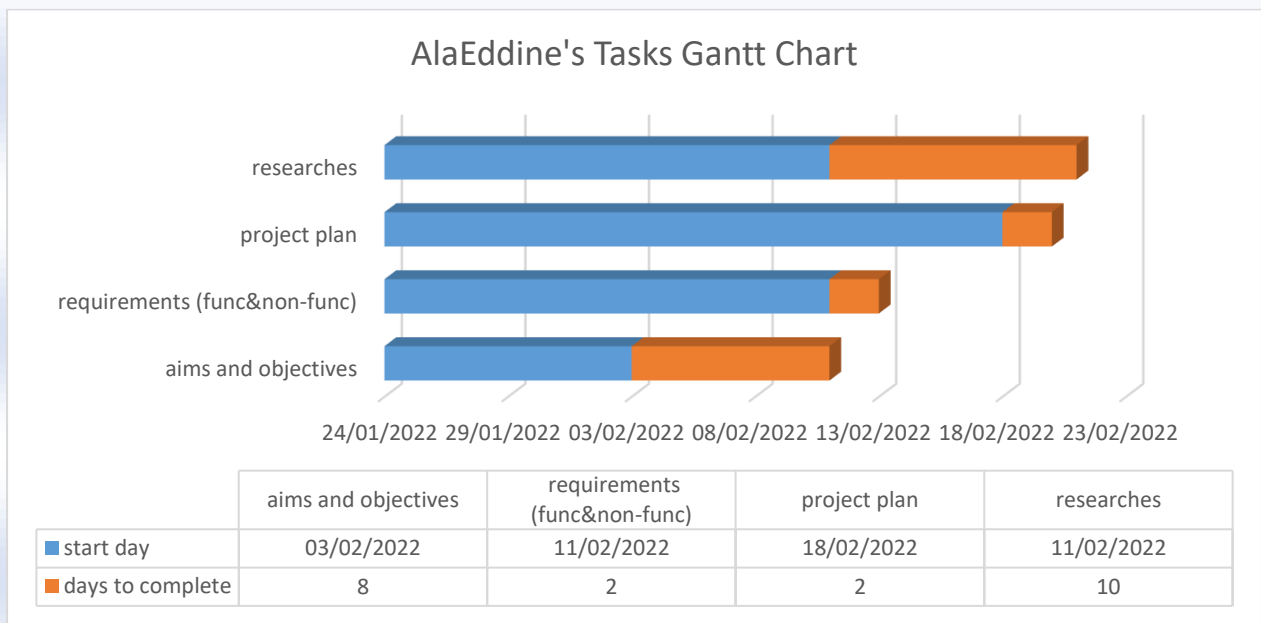 AlaEddine's Tasks Gantt Chart
researches
project plan
requirements (func&non-func)
aims and objectives
24/01/2022 29/01/2022 03/02/2022 08/02/2022 13/02/2022 18/02/2022 23/02/2022
aims and objectives requirements (func&non-func) project plan researches
start day 03/02/2022 11/02/2022 18/02/2022 11/02/2022
days to complete 8 2 2 10